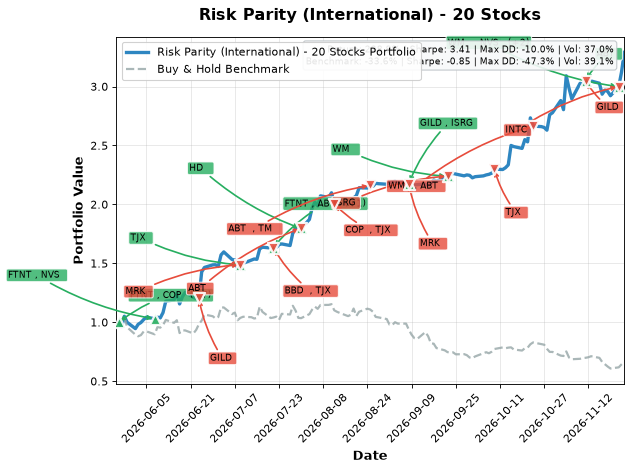 Risk Parity (International) - 20 Stocks
Risk Parity (International) - 20 Stocks Portfolio
Buy & Hold Benchmark
Sharpe: 3.41 | Max DD: -10.0% | Vol: 37.0%
Benchmark: -33.6% | Sharpe: -0.85 | Max DD: -47.3% | Vol: 39.1%
GILD
GILD , ISRG
INTC
WM
HD
WM
ABT
FTNT
TJX
ABT , TM
COP , TJX
TJX
MRK
FTNT , NVS
MRK
, COP
ABT
BBD , TJX
GILD
Portfolio Value
3.0
2.5
2.0
1.5
1.0
0.5
2026-06-05
2026-06-21
2026-07-07
2026-07-23
2026-08-08
2026-08-24
2026-09-09
2026-09-25
2026-10-11
2026-10-27
2026-11-12
Date